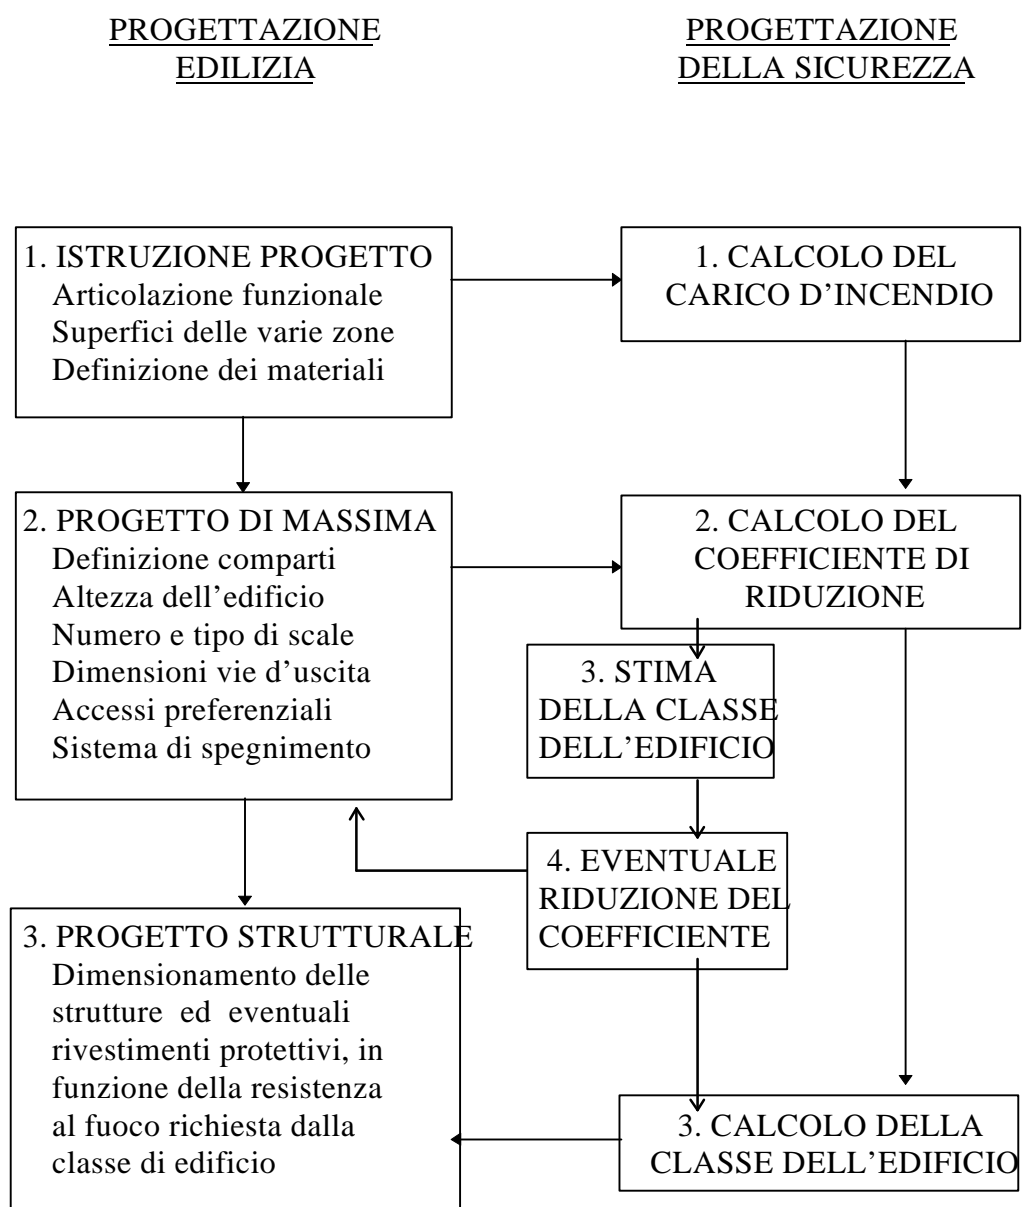 PROGETTAZIONE
EDILIZIA
PROGETTAZIONE
DELLA SICUREZZA
1. ISTRUZIONE PROGETTO
Articolazione funzionale
Superfici delle varie zone
Definizione dei materiali
1. CALCOLO DEL
CARICO D’INCENDIO
2. PROGETTO DI MASSIMA
Definizione comparti
Altezza dell’edificio
Numero e tipo di scale
Dimensioni vie d’uscita
Accessi preferenziali
Sistema di spegnimento
2. CALCOLO DEL
COEFFICIENTE DI
RIDUZIONE
3. STIMA
DELLA CLASSE
DELL’EDIFICIO
4. EVENTUALE
RIDUZIONE DEL
COEFFICIENTE
3. PROGETTO STRUTTURALE
Dimensionamento delle
strutture ed eventuali
rivestimenti protettivi, in
funzione della resistenza
al fuoco richiesta dalla
classe di edificio
3. CALCOLO DELLA
CLASSE DELL’EDIFICIO